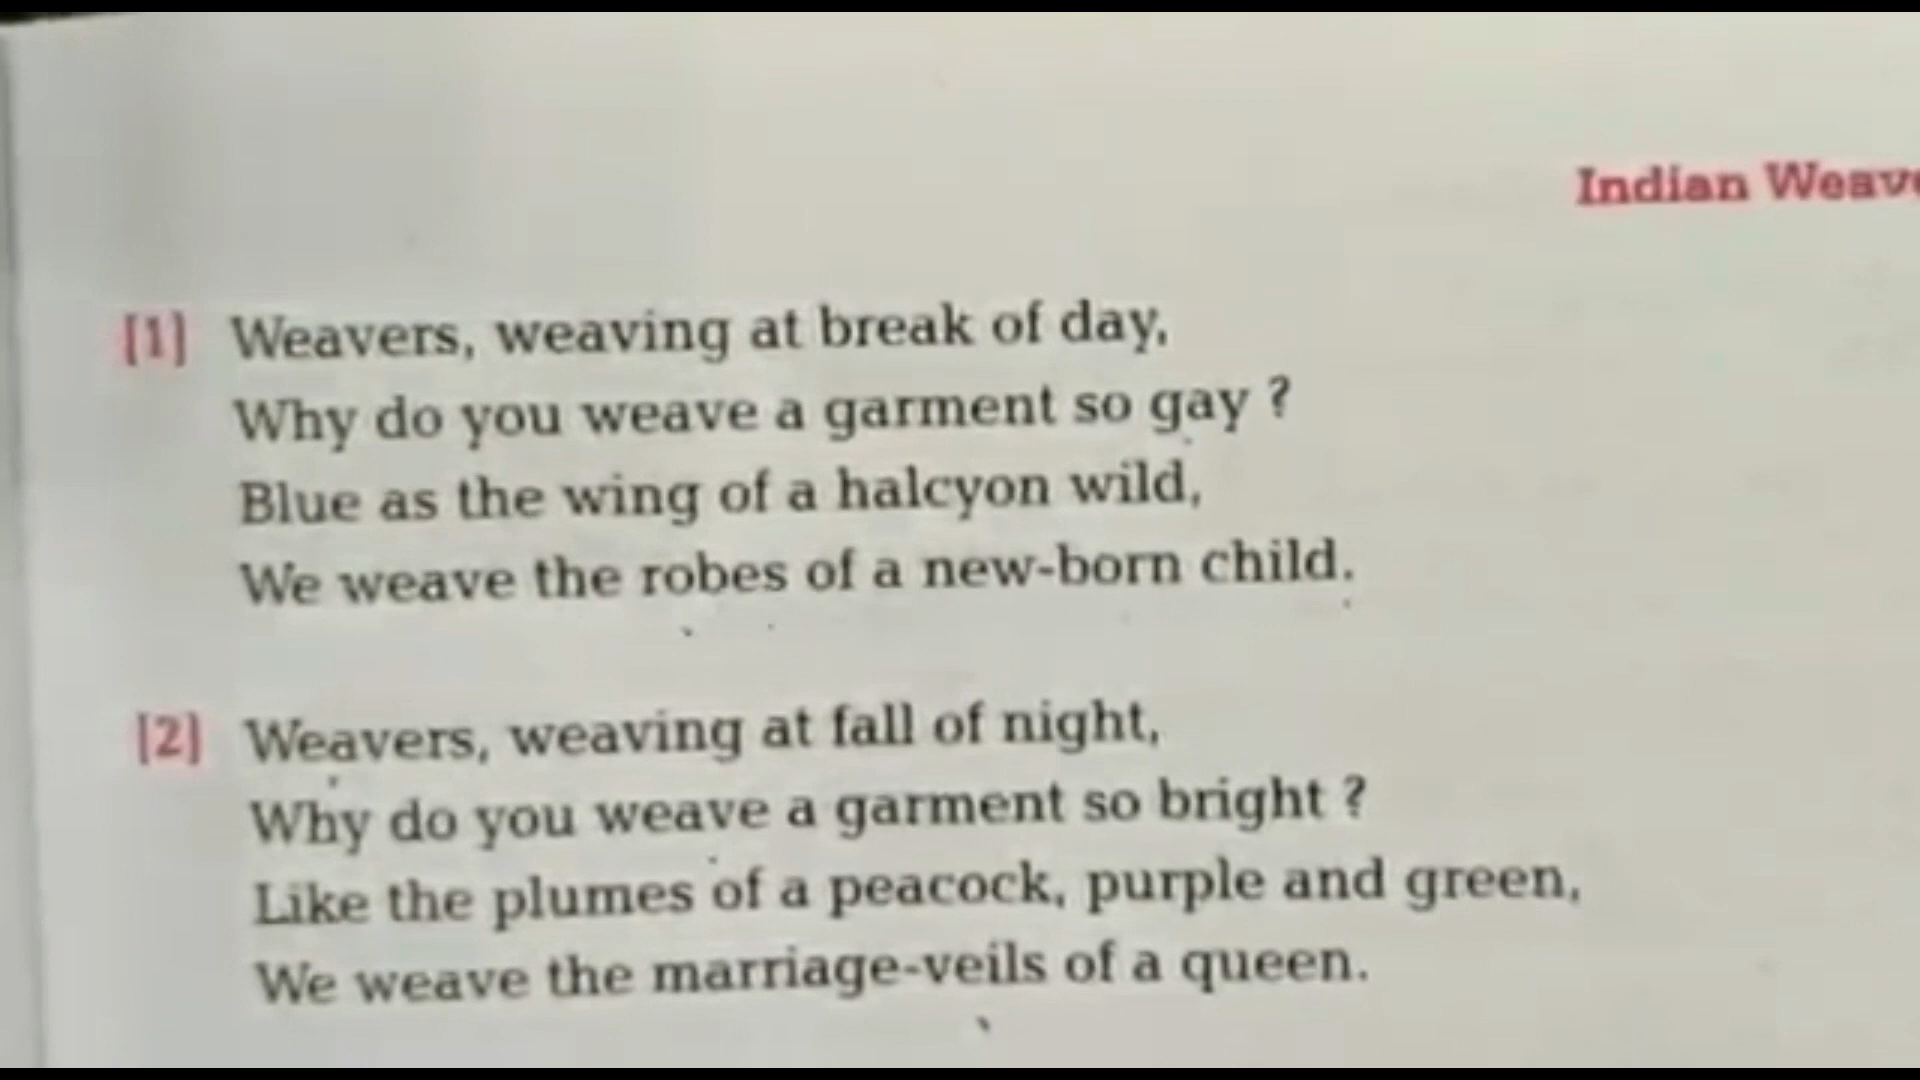 Indian
[1] Weavers, weaving at break of day,
Why do you weave a garment so gay ?
Blue as the wing of a halcyon wild,
We weave the robes of a new-born child.
[2] Weavers, weaving at fall of night,
Why do you weave a garment so bright ?
Like the plumes of a peacock, purple and green,
We weave the marriage-veils of a queen.